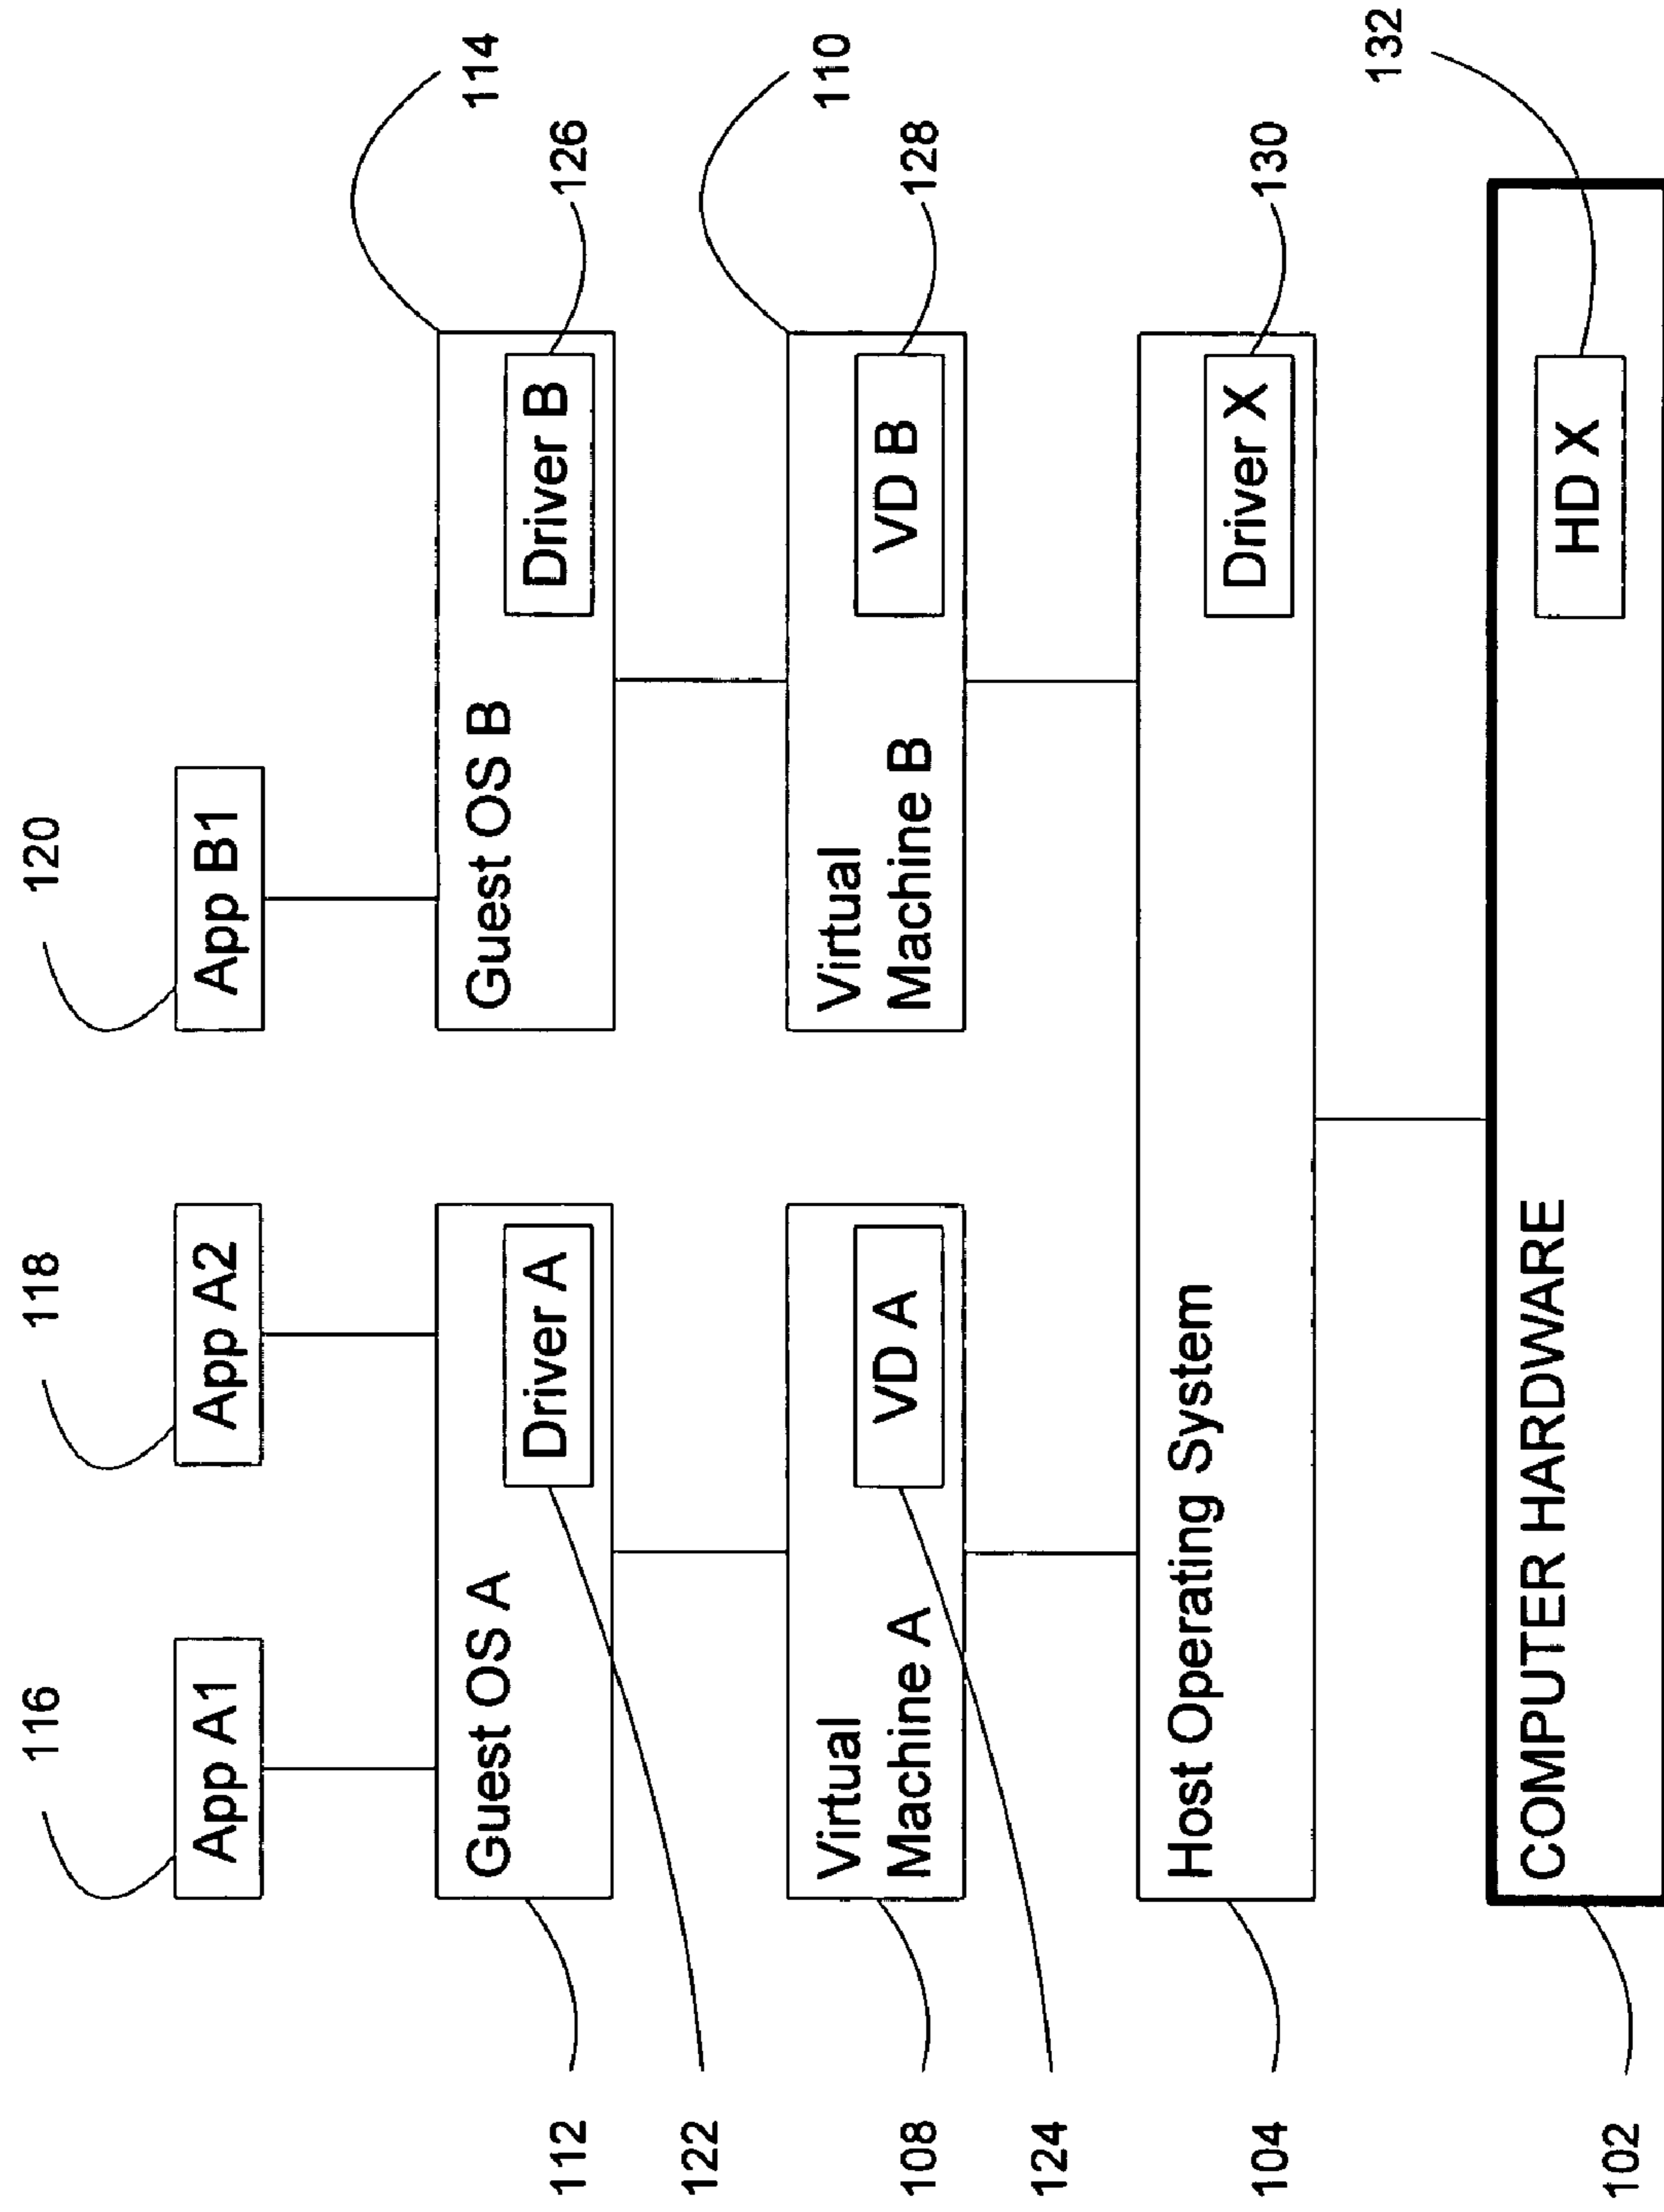 116
118
120
App A1
App A2
App B1
114
Guest OS A
Guest OS B
Driver A
Driver B
112
126
122
110
Virtual
Machine A
Virtual
Machine B
VD A
VD B
108
128
124
Host Operating System
Driver X
104
130
132
COMPUTER HARDWARE
HD X
102